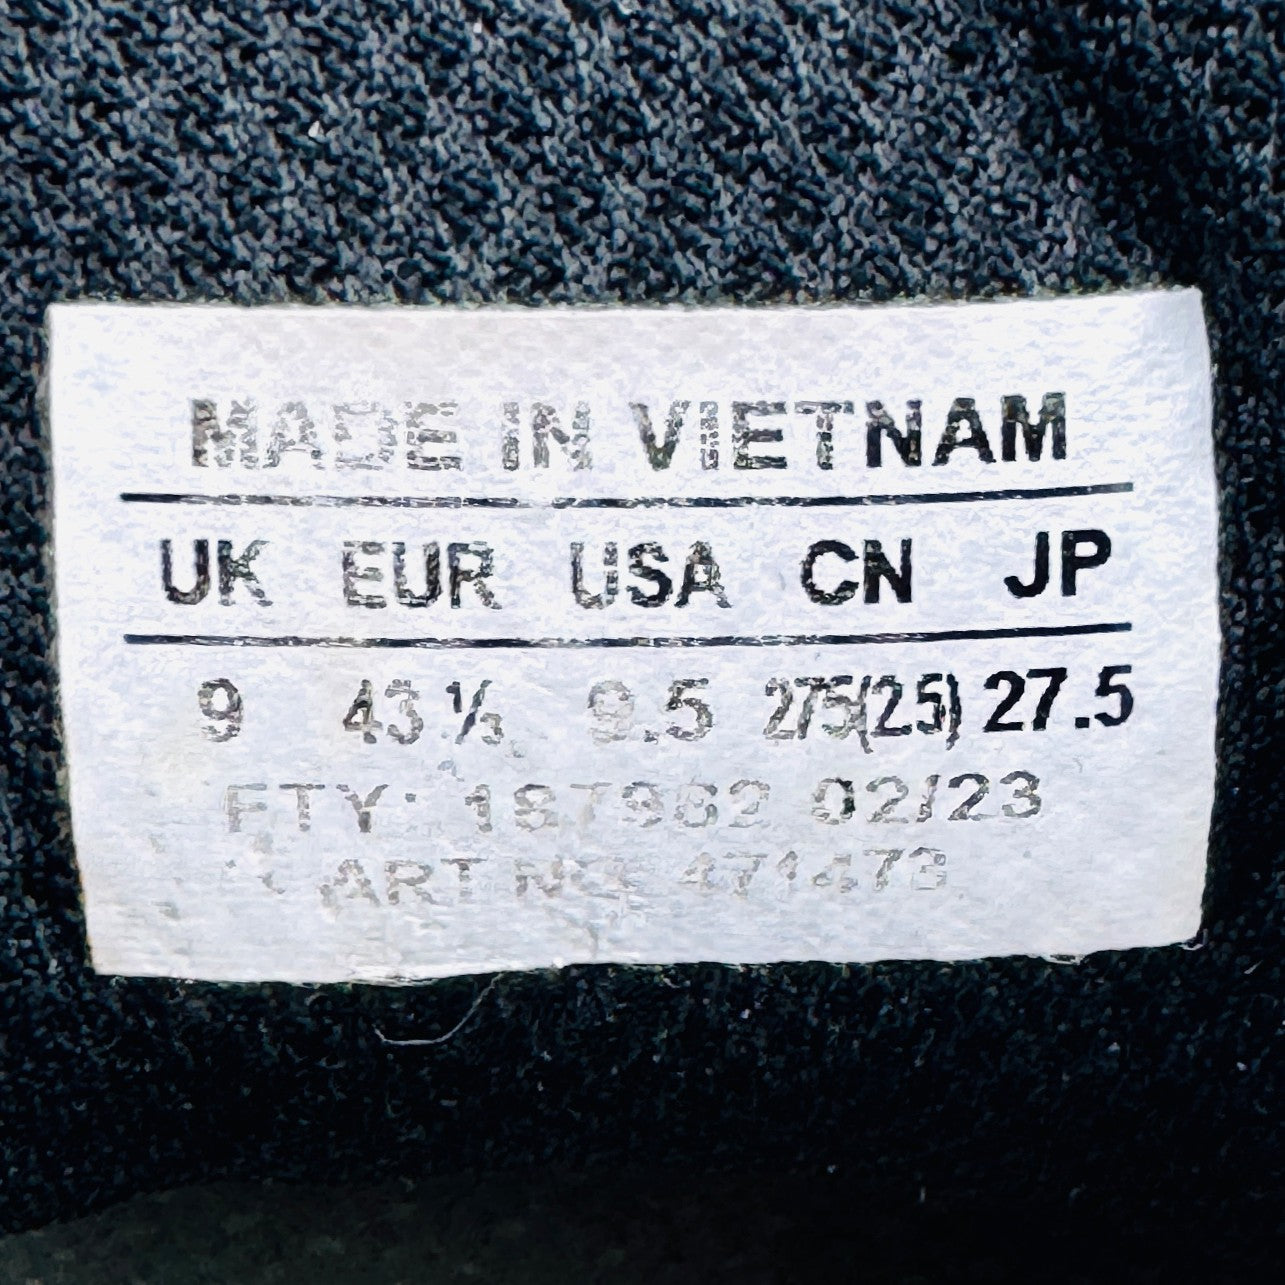 MADE IN VIETNAM
UK EUR USA CN JP
9 43 ⅓ 9.5 275(2.5) 27.5
FTY: 187962 02/23
ART NO: 471473